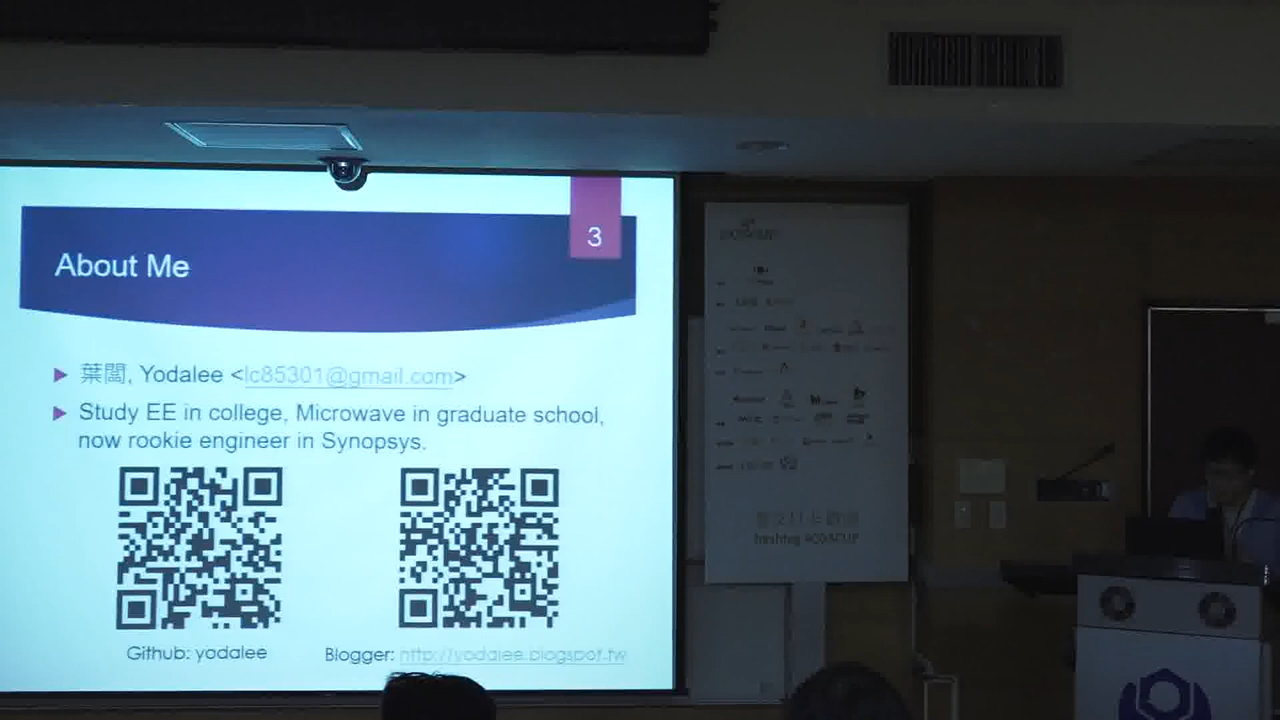 3
About Me
葉闆, Yodalee <lc85301@gmail.com>
Study EE in college, Microwave in graduate school,
now rookie engineer in Synopsys.
Github: yodalee
Blogger: http://yodalee.blogspot.tw
hashtag #COSCUP